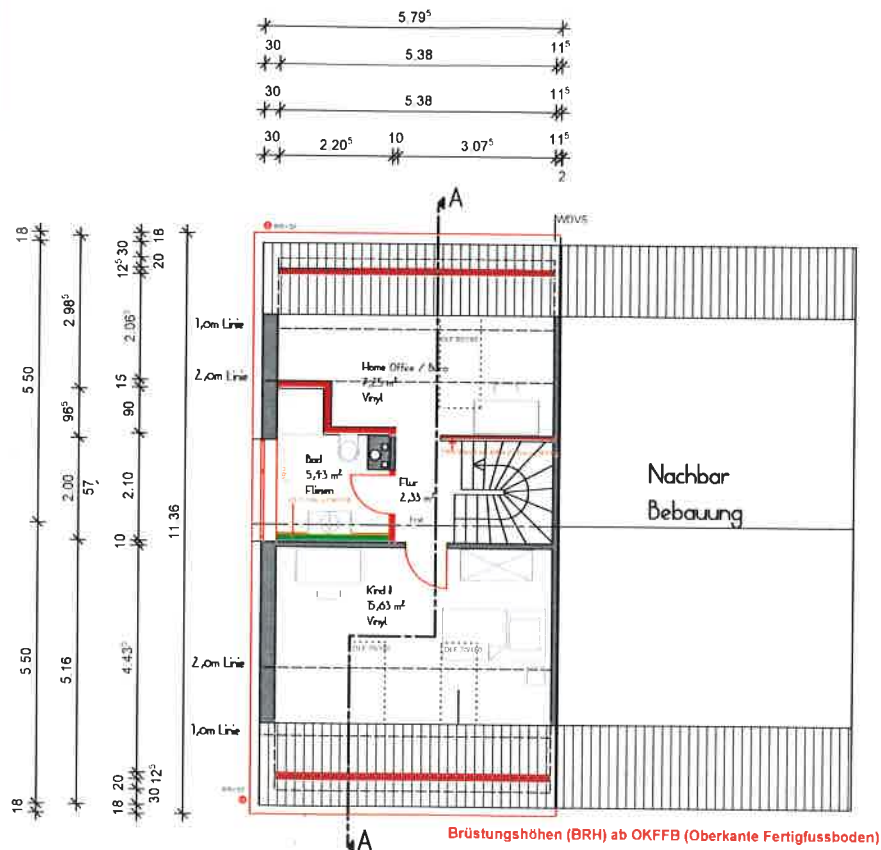 5.79⁵
30 5.38 11⁵
30 5.38 11⁵
30 2.20⁵ 10 3.07⁵ 11⁵
2
A
WDVS
18
5.50
5.50
18
2.98⁵
96⁵
2.00
57
5.16
12⁵ 30 18
20
2.06⁵
15
90
2.10
10
4.43⁵
20
18 30 12⁵
11.36
1,0m Linie
2,0m Linie
Home Office / Büro
7,25 m²
Vinyl
Bad
5,43 m²
Fliesen
Flur
2,33 m²
Nachbar
Bebauung
Kind II
15,63 m²
Vinyl
2,0m Linie
1,0m Linie
A
Brüstungshöhen (BRH) ab OKFFB (Oberkante Fertigfussboden)